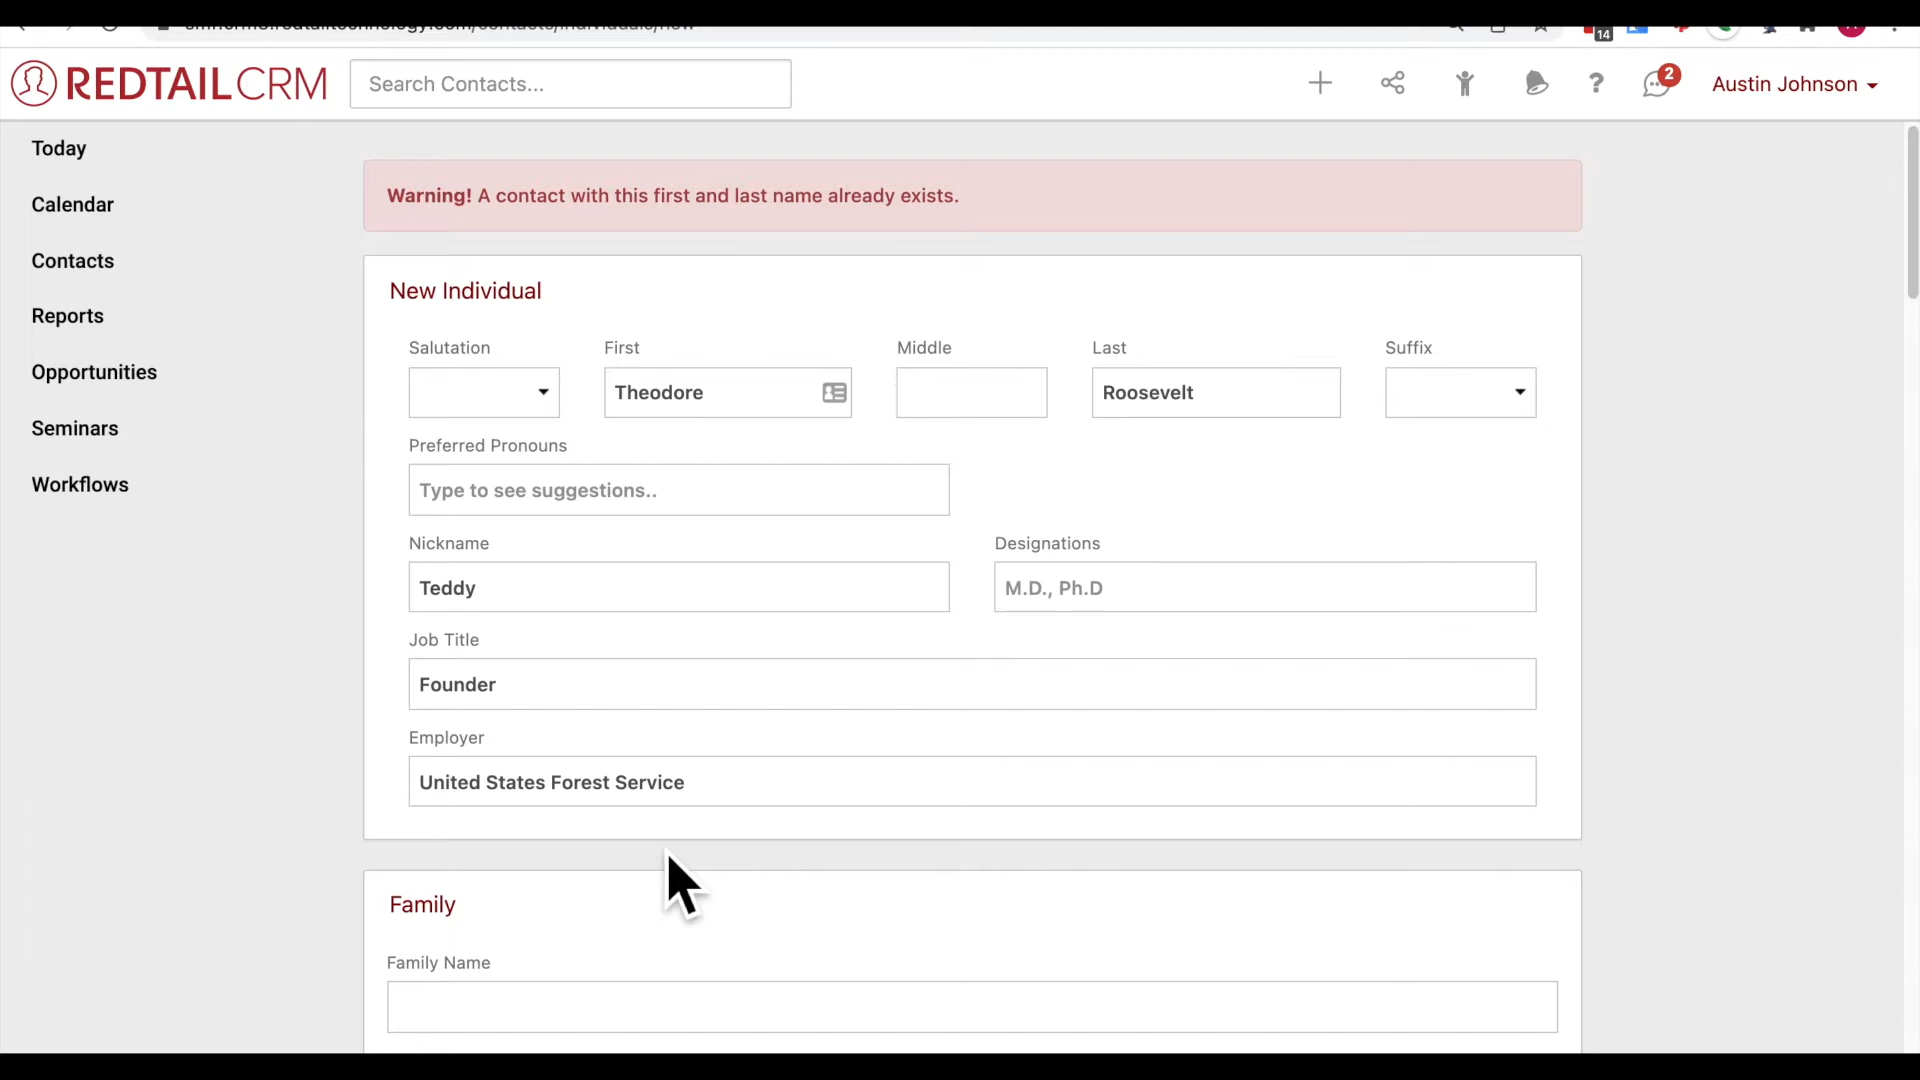 REDTAILCRM
Search Contacts...
14
2
Austin Johnson
Today
Calendar
Contacts
Reports
Opportunities
Seminars
Workflows
Warning! A contact with this first and last name already exists.
New Individual
Salutation First Middle Last Suffix
Theodore Roosevelt
Preferred Pronouns
Type to see suggestions..
Nickname Designations
Teddy M.D., Ph.D
Job Title
Founder
Employer
United States Forest Service
Family
Family Name